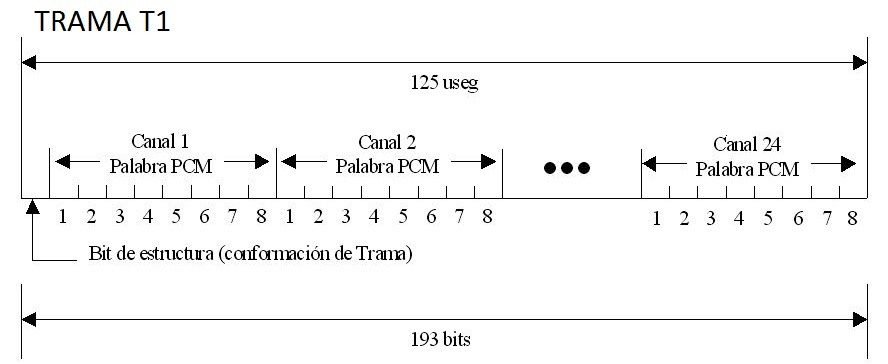 TRAMA T1
125 useg
Canal 1 Canal 2 Canal 24
Palabra PCM Palabra PCM Palabra PCM
1 2 3 4 5 6 7 8 1 2 3 4 5 6 7 8 1 2 3 4 5 6 7 8
Bit de estructura (conformación de Trama)
193 bits